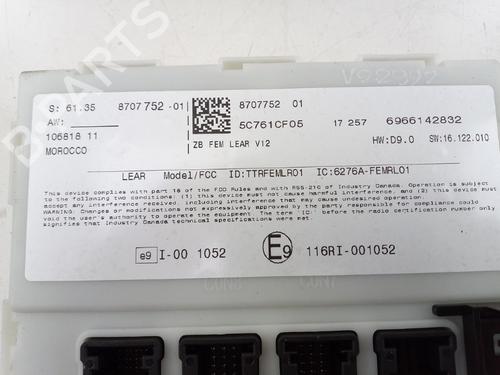 S: 61.35 8707752-01 8707752 01
AW: 5C761CF05 17 257 6966142832
106818 11 ZB FEM LEAR V12 HW:D9.0 SW:16.122.010
MOROCCO
LEAR Model/FCC ID:TTRFEMLR01 IC:6276A-FEMRL01
This device complies with part 15 of the FCC Rules and with RSS-210 of Industry Canada. Operation is subject to
the following two conditions: (1) this device may not cause harmful interference, and (2) this device must
accept any interference received, including interference that may cause undesired operation.
WARNING: Changes or modifications not expressively approved by the party responsible for compliance could
void the user's authority to operate the equipment. The term "IC:" before the radio certification number only
signifies that Industry Canada technical specifications were met.
e9 I-00 1052 E9 116RI-001052
CON8 CON7